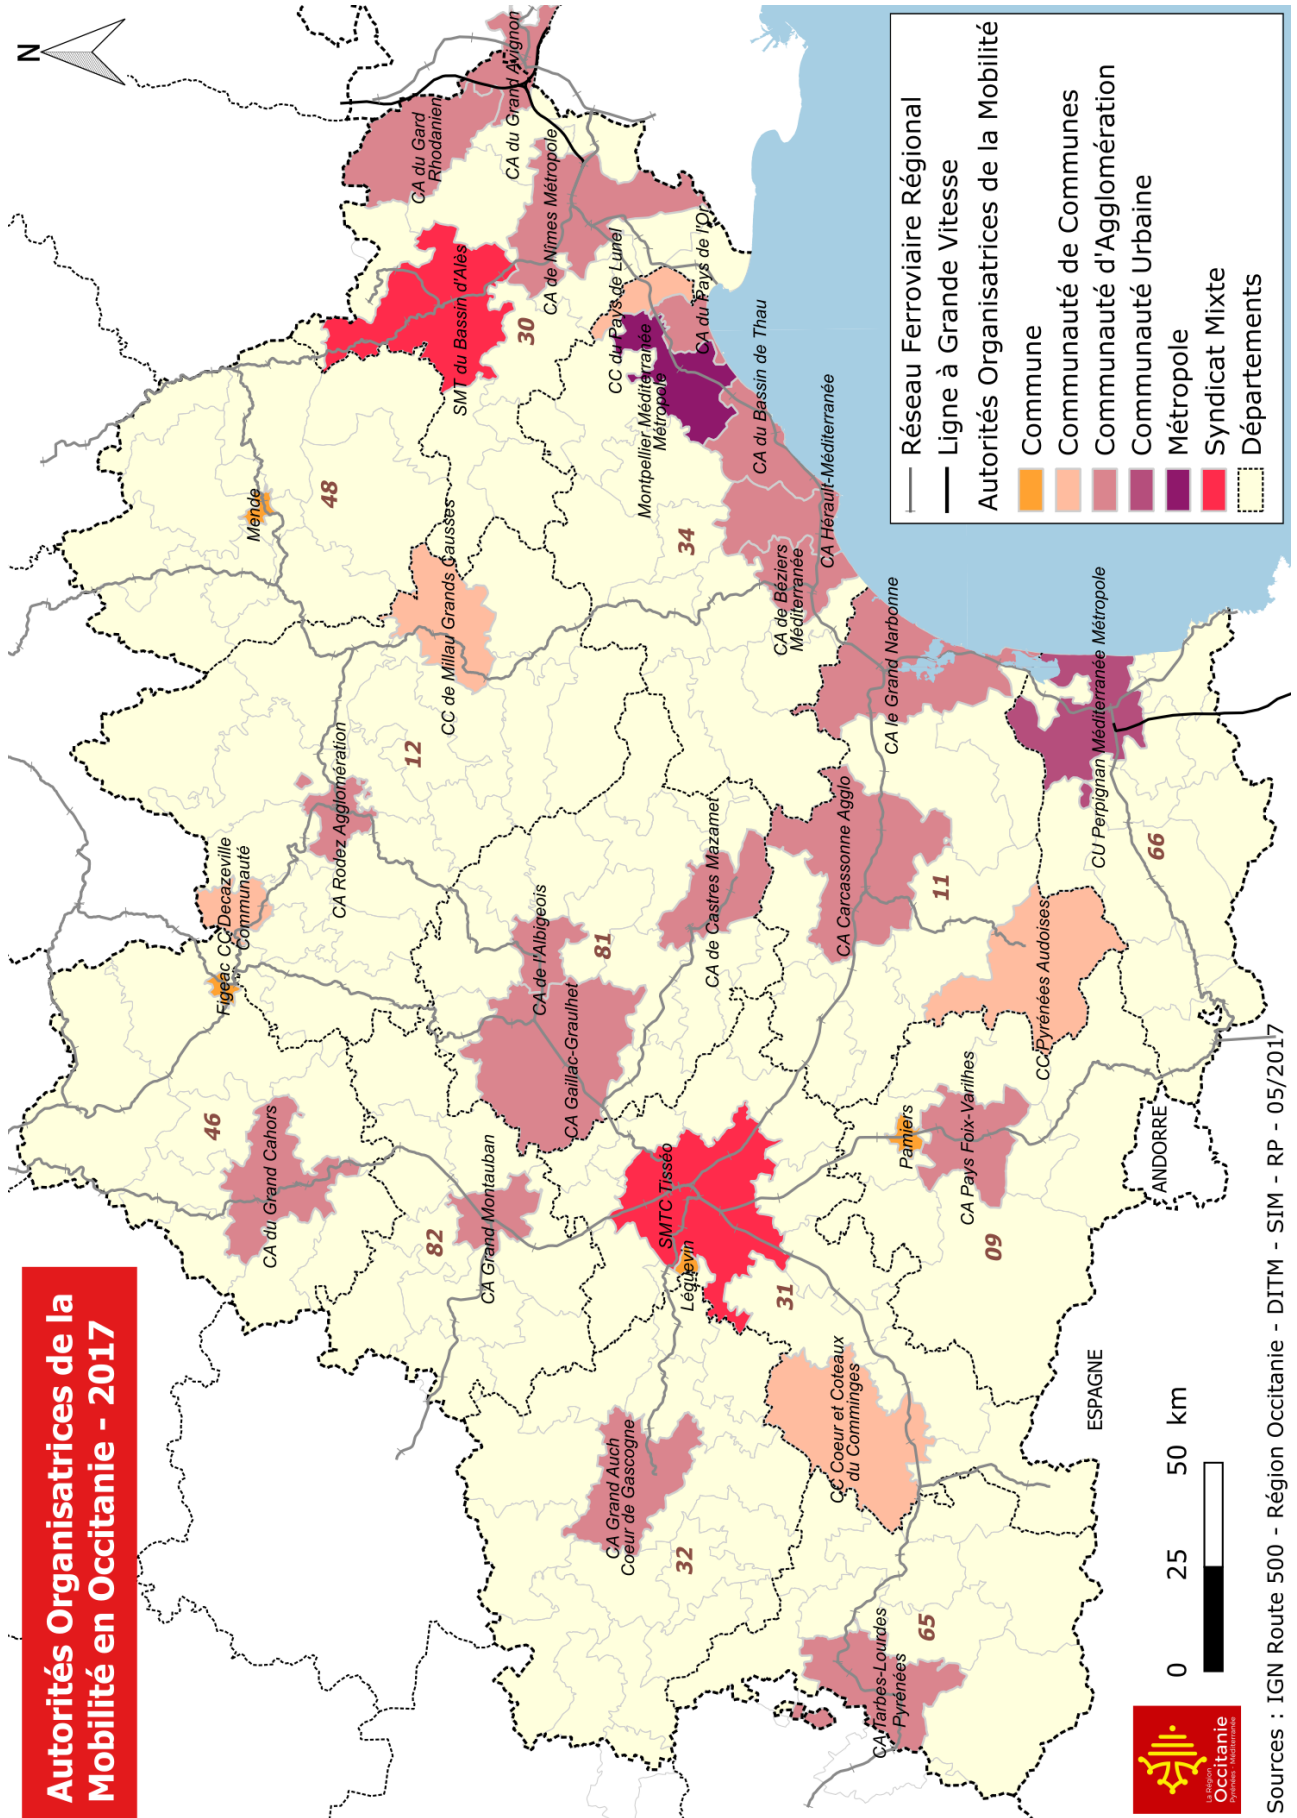 Autorités Organisatrices de la
Mobilité en Occitanie - 2017
N
46
CA du Grand Cahors
Figeac
CC Decazeville
Communauté
CA Rodez Agglomération
12
Mende
48
CC de Millau Grands Causses
SMT du Bassin d'Alès
30
CA du Gard
Rhodanien
CA du Grand Avignon
CA de Nîmes Métropole
CC du Pays de Lunel
CA du Pays de l'Or
Montpellier Méditerranée
Métropole
CA du Bassin de Thau
34
CA Hérault-Méditerranée
CA de Béziers
Méditerranée
CA le Grand Narbonne
82
CA Grand Montauban
CA Gaillac-Graulhet
CA de l'Albigeois
81
CA de Castres Mazamet
CA Carcassonne Agglo
11
SMTC Tisséo
Léguevin
31
CA Grand Auch
Coeur de Gascogne
32
CC Coeur et Coteaux
du Comminges
CA Tarbes-Lourdes
Pyrénées
65
Pamiers
CA Pays Foix-Varilhes
09
CC Pyrénées Audoises
CU Perpignan Méditerranée Métropole
66
ANDORRE
ESPAGNE
Réseau Ferroviaire Régional
Ligne à Grande Vitesse
Autorités Organisatrices de la Mobilité
Commune
Communauté de Communes
Communauté d'Agglomération
Communauté Urbaine
Métropole
Syndicat Mixte
Départements
0 25 50 km
La Région
Occitanie
Pyrénées - Méditerranée
Sources : IGN Route 500 - Région Occitanie - DITM - SIM - RP - 05/2017